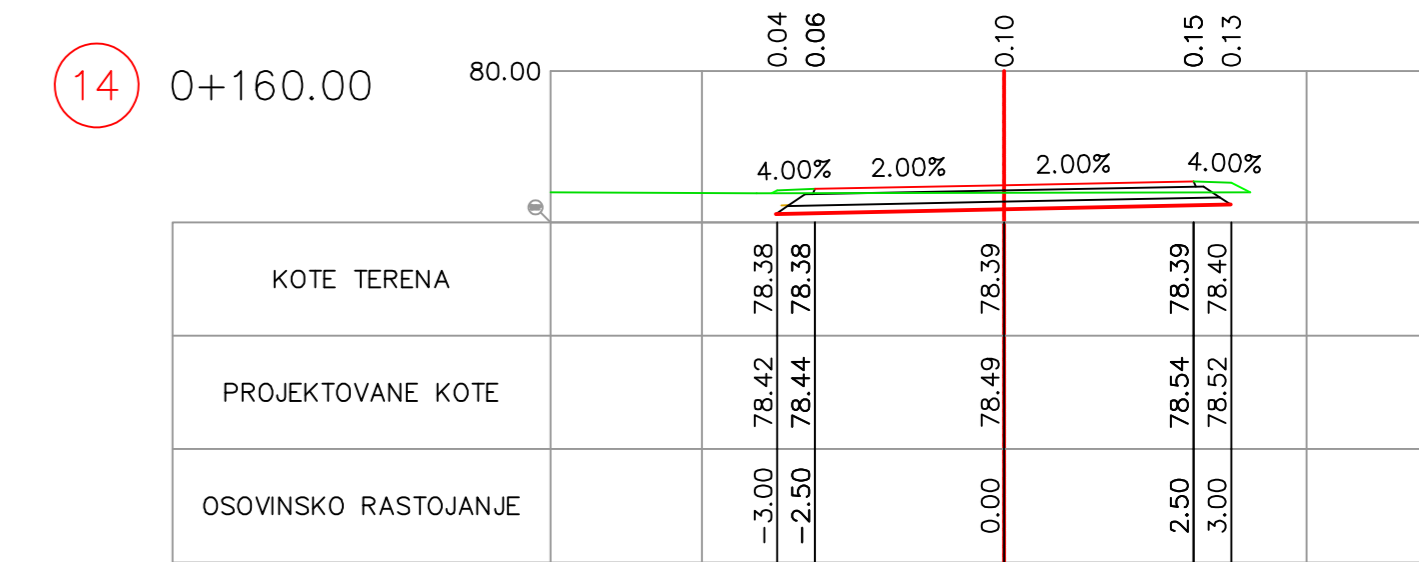 14 0+160.00
80.00
0.04 0.06 0.10 0.15 0.13
4.00% 2.00% 2.00% 4.00%
KOTE TERENA 78.38 78.38 78.39 78.39 78.40
PROJEKTOVANE KOTE 78.42 78.44 78.49 78.54 78.52
OSOVINSKO RASTOJANJE -3.00 -2.50 0.00 2.50 3.00